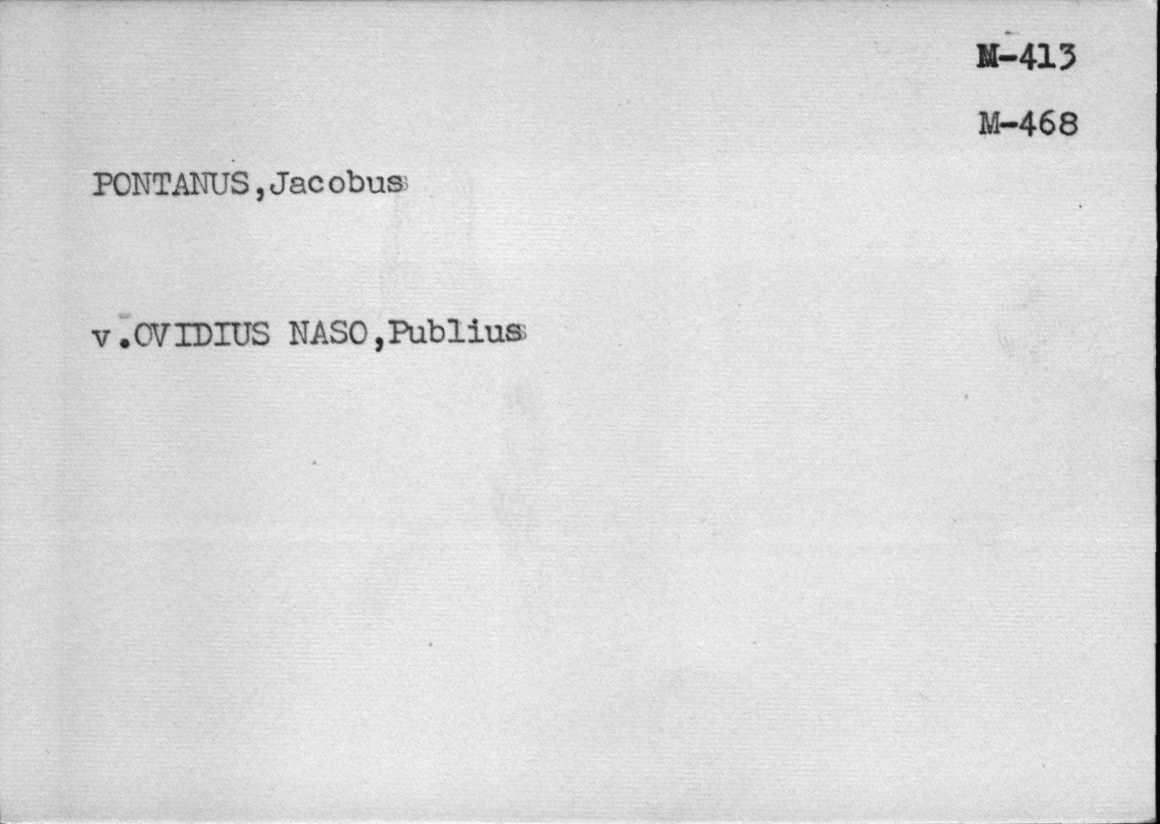 M-413
M-468
PONTANUS,Jacobus
v.OVIDIUS NASO,Publius